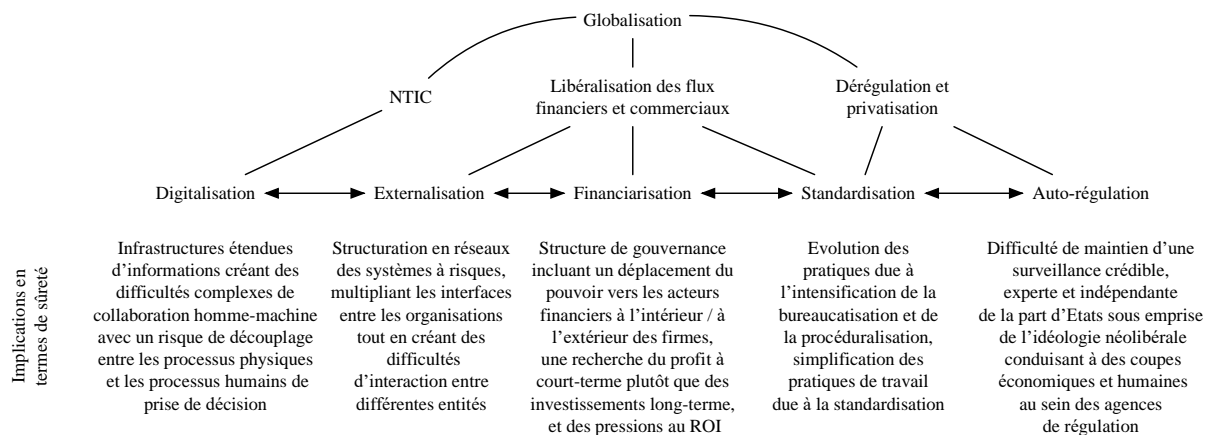 Globalisation
NTIC
Libéralisation des flux
financiers et commerciaux
Dérégulation et
privatisation
Digitalisation
Externalisation
Financiarisation
Standardisation
Auto-régulation
Implications en
termes de sûreté
Infrastructures étendues
d'informations créant des
difficultés complexes de
collaboration homme-machine
avec un risque de découplage
entre les processus physiques
et les processus humains de
prise de décision
Structuration en réseaux
des systèmes à risques,
multipliant les interfaces
entre les organisations
tout en créant des
difficultés
d'interaction entre
différentes entités
Structure de gouvernance
incluant un déplacement du
pouvoir vers les acteurs
financiers à l'intérieur / à
l'extérieur des firmes,
une recherche du profit à
court-terme plutôt que des
investissements long-terme,
et des pressions au ROI
Evolution des
pratiques due à
l'intensification de la
bureaucatisation et de
la procéduralisation,
simplification des
pratiques de travail
due à la standardisation
Difficulté de maintien d'une
surveillance crédible,
experte et indépendante
de la part d'Etats sous emprise
de l'idéologie néolibérale
conduisant à des coupes
économiques et humaines
au sein des agences
de régulation